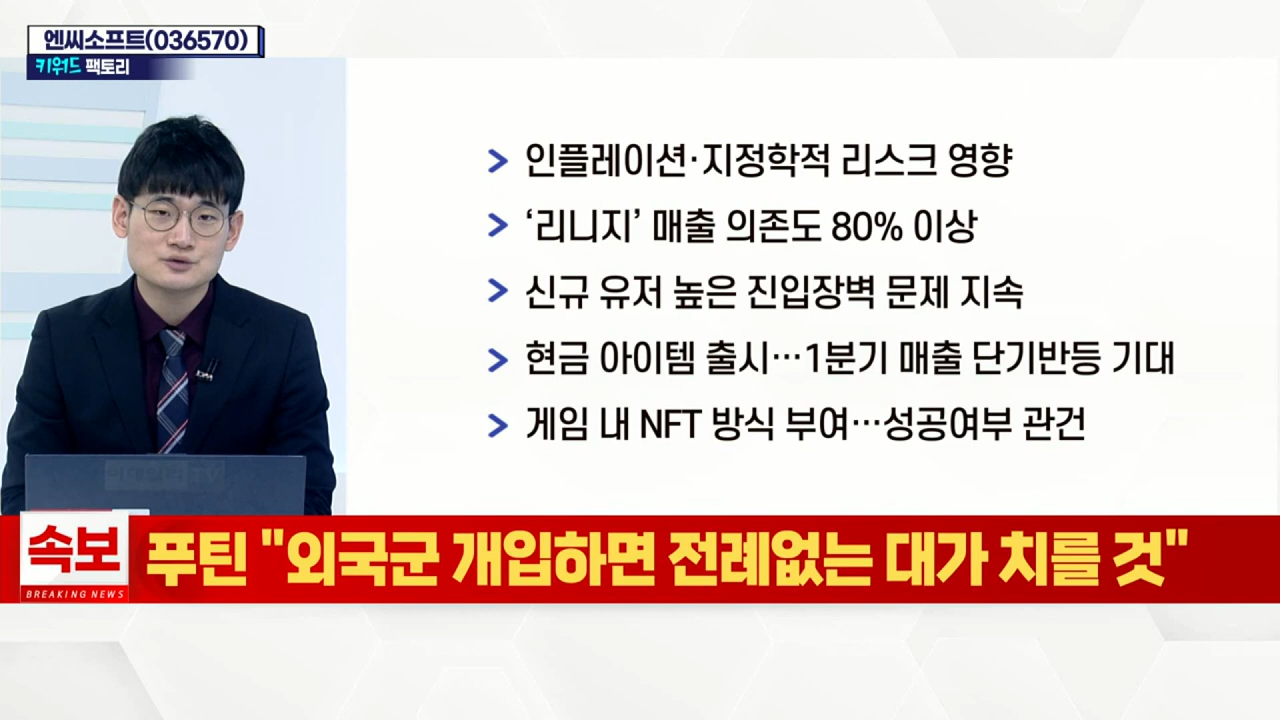 엔씨소프트(036570)
키워드 팩토리
인플레이션·지정학적 리스크 영향
‘리니지’ 매출 의존도 80% 이상
신규 유저 높은 진입장벽 문제 지속
현금 아이템 출시…1분기 매출 단기반등 기대
게임 내 NFT 방식 부여…성공여부 관건
이데일리 TV
속보
BREAKING NEWS
푸틴 "외국군 개입하면 전례없는 대가 치를 것"